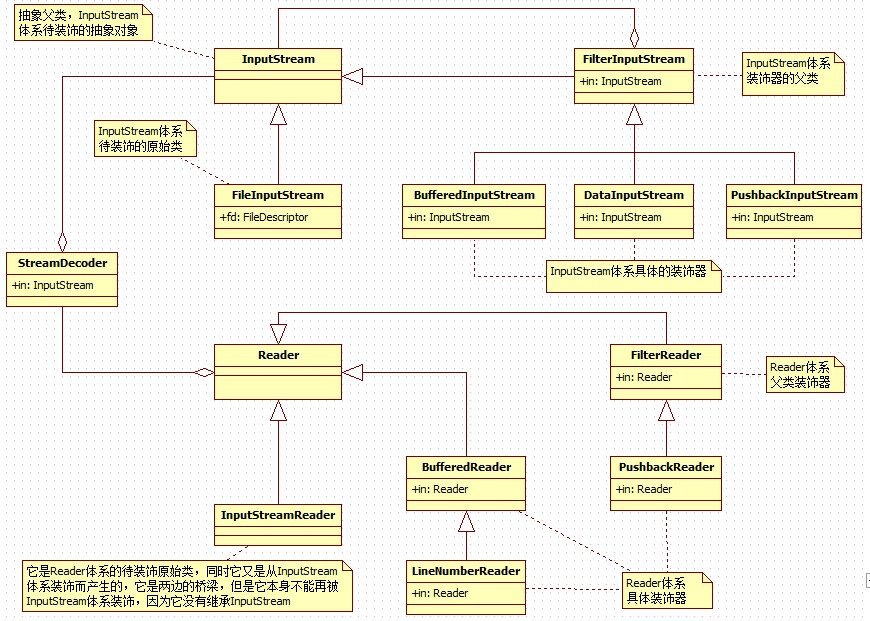 抽象父类，InputStream
体系待装饰的抽象对象
InputStream
FilterInputStream
+in: InputStream
InputStream体系
装饰器的父类
InputStream体系
待装饰的原始类
FileInputStream
+fd: FileDescriptor
BufferedInputStream
+in: InputStream
DataInputStream
+in: InputStream
PushbackInputStream
+in: InputStream
InputStream体系具体的装饰器
StreamDecoder
+in: InputStream
Reader
FilterReader
+in: Reader
Reader体系
父类装饰器
BufferedReader
+in: Reader
PushbackReader
+in: Reader
InputStreamReader
它是Reader体系的待装饰原始类，同时它又是从InputStream
体系装饰而产生的，它是两边的桥梁，但是它本身不能再被
InputStream体系装饰，因为它没有继承InputStream
LineNumberReader
+in: Reader
Reader体系
具体装饰器